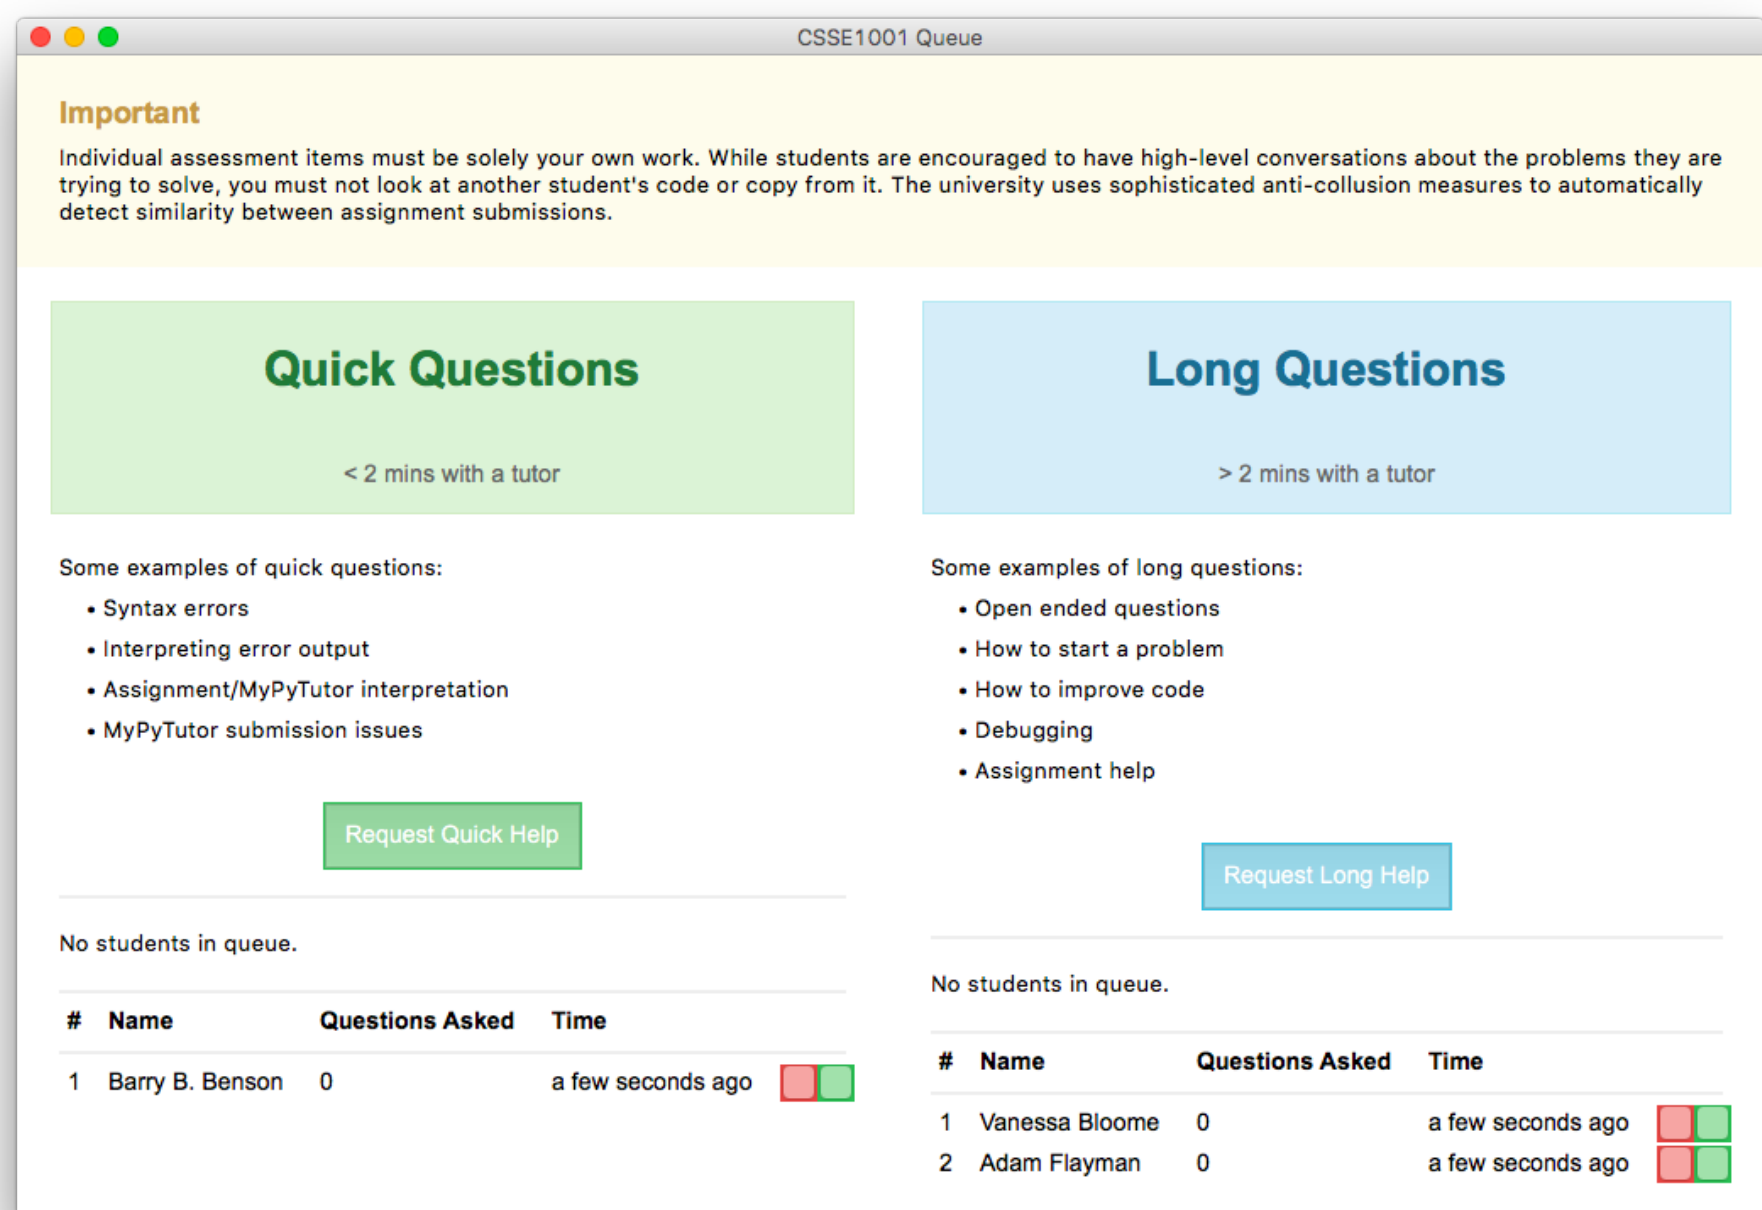 CSSE1001 Queue
Important
Individual assessment items must be solely your own work. While students are encouraged to have high-level conversations about the problems they are
trying to solve, you must not look at another student's code or copy from it. The university uses sophisticated anti-collusion measures to automatically
detect similarity between assignment submissions.
Quick Questions
< 2 mins with a tutor
Some examples of quick questions:
• Syntax errors
• Interpreting error output
• Assignment/MyPyTutor interpretation
• MyPyTutor submission issues
Request Quick Help
No students in queue.
# Name Questions Asked Time
1 Barry B. Benson 0 a few seconds ago
Long Questions
> 2 mins with a tutor
Some examples of long questions:
• Open ended questions
• How to start a problem
• How to improve code
• Debugging
• Assignment help
Request Long Help
No students in queue.
# Name Questions Asked Time
1 Vanessa Bloome 0 a few seconds ago
2 Adam Flayman 0 a few seconds ago